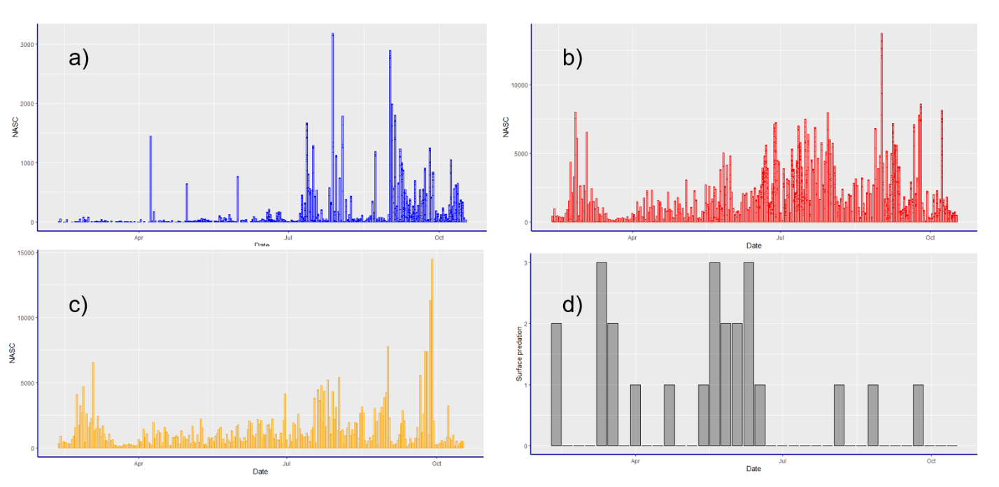 a)
3000
2000
1000
0
NASC
Apr
Jul
Oct
Date
b)
10000
5000
0
NASC
Apr
Jul
Oct
Date
c)
15000
10000
5000
0
NASC
Apr
Jul
Oct
Date
d)
3
2
1
0
Surface predation
Apr
Jul
Oct
Date